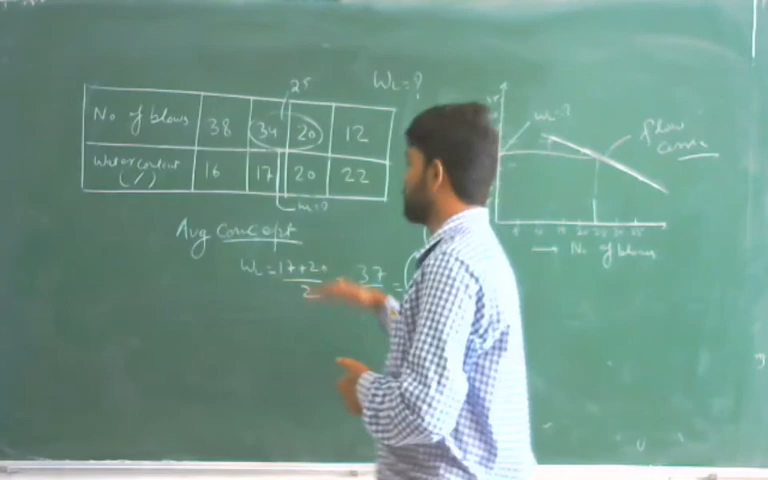 25
WL = ?
No of blows 38 34 20 12
Water content (%) 16 17 20 22
WL = ?
Avg Concept
WL = 17+20 / 2 = 37 =
WL = ?
flow curve
→ No of blows